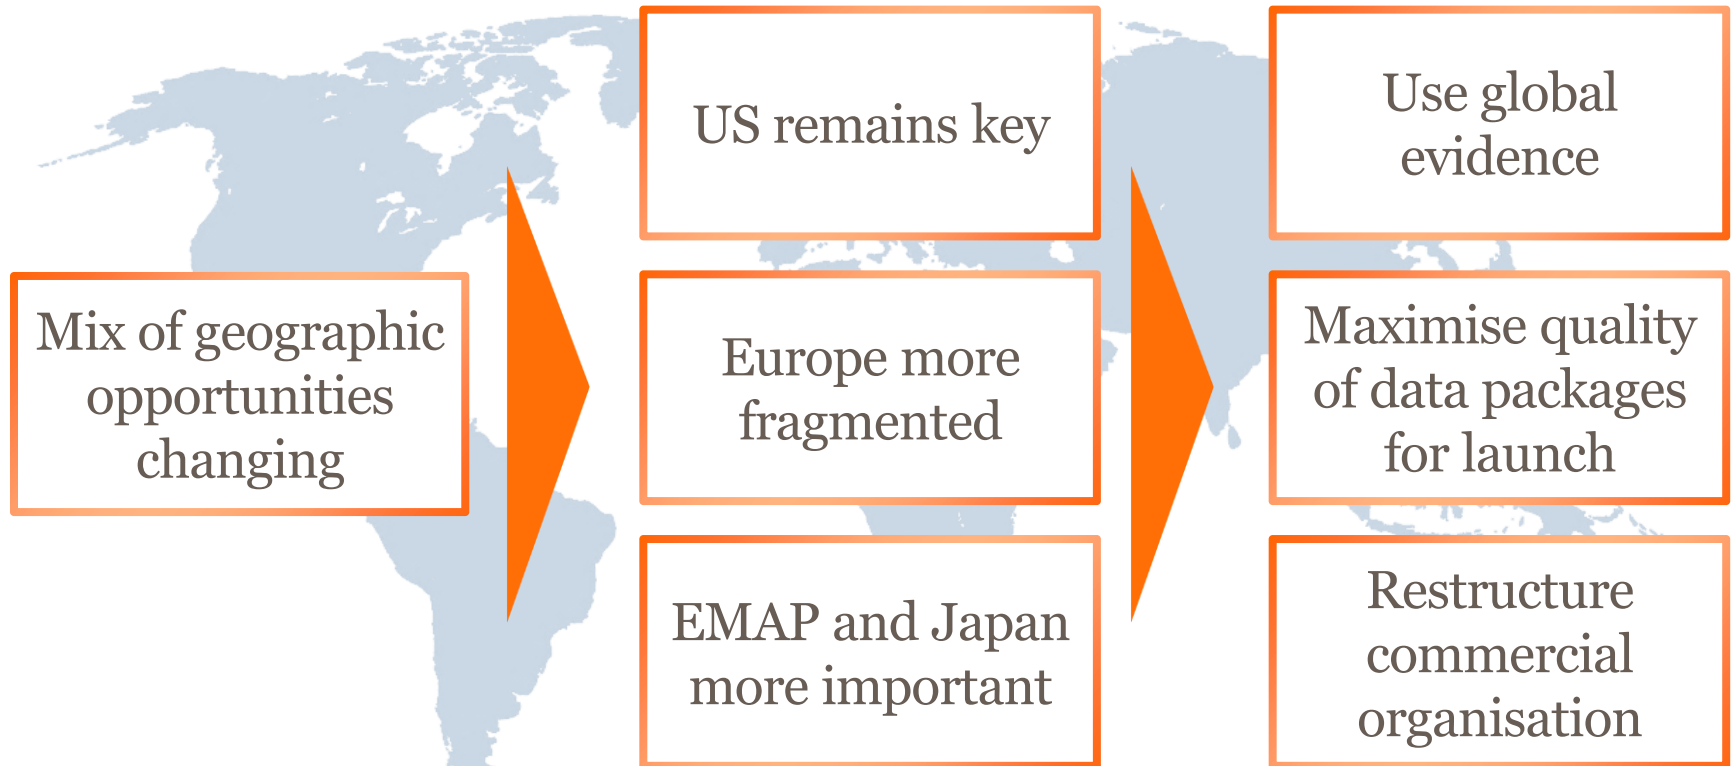 Mix of geographic
opportunities
changing
US remains key
Europe more
fragmented
EMAP and Japan
more important
Use global
evidence
Maximise quality
of data packages
for launch
Restructure
commercial
organisation